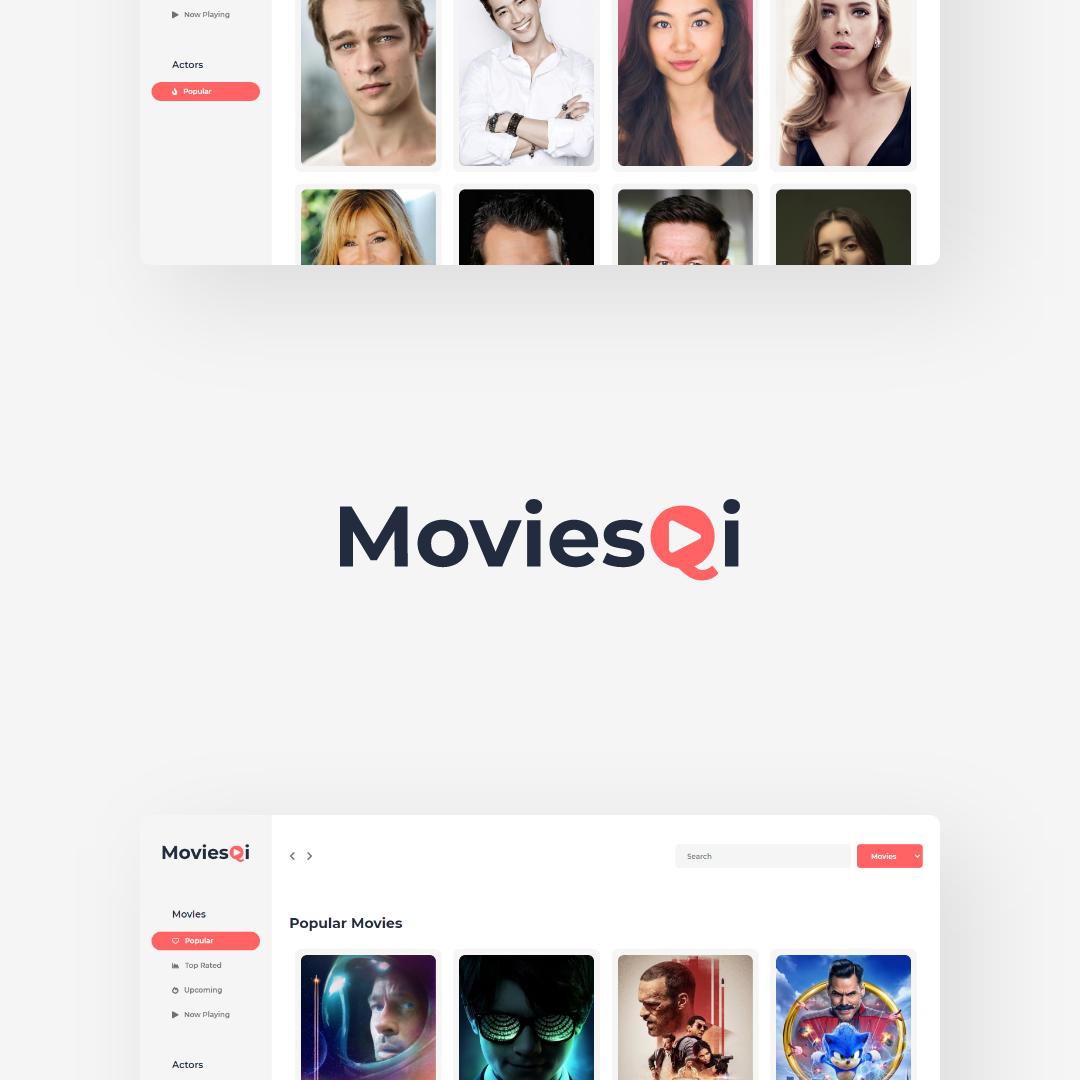 Now Playing
Actors
Popular
MoviesQi
MoviesQi
Search
Movies
Movies
Popular Movies
Popular
Top Rated
Upcoming
Now Playing
Actors